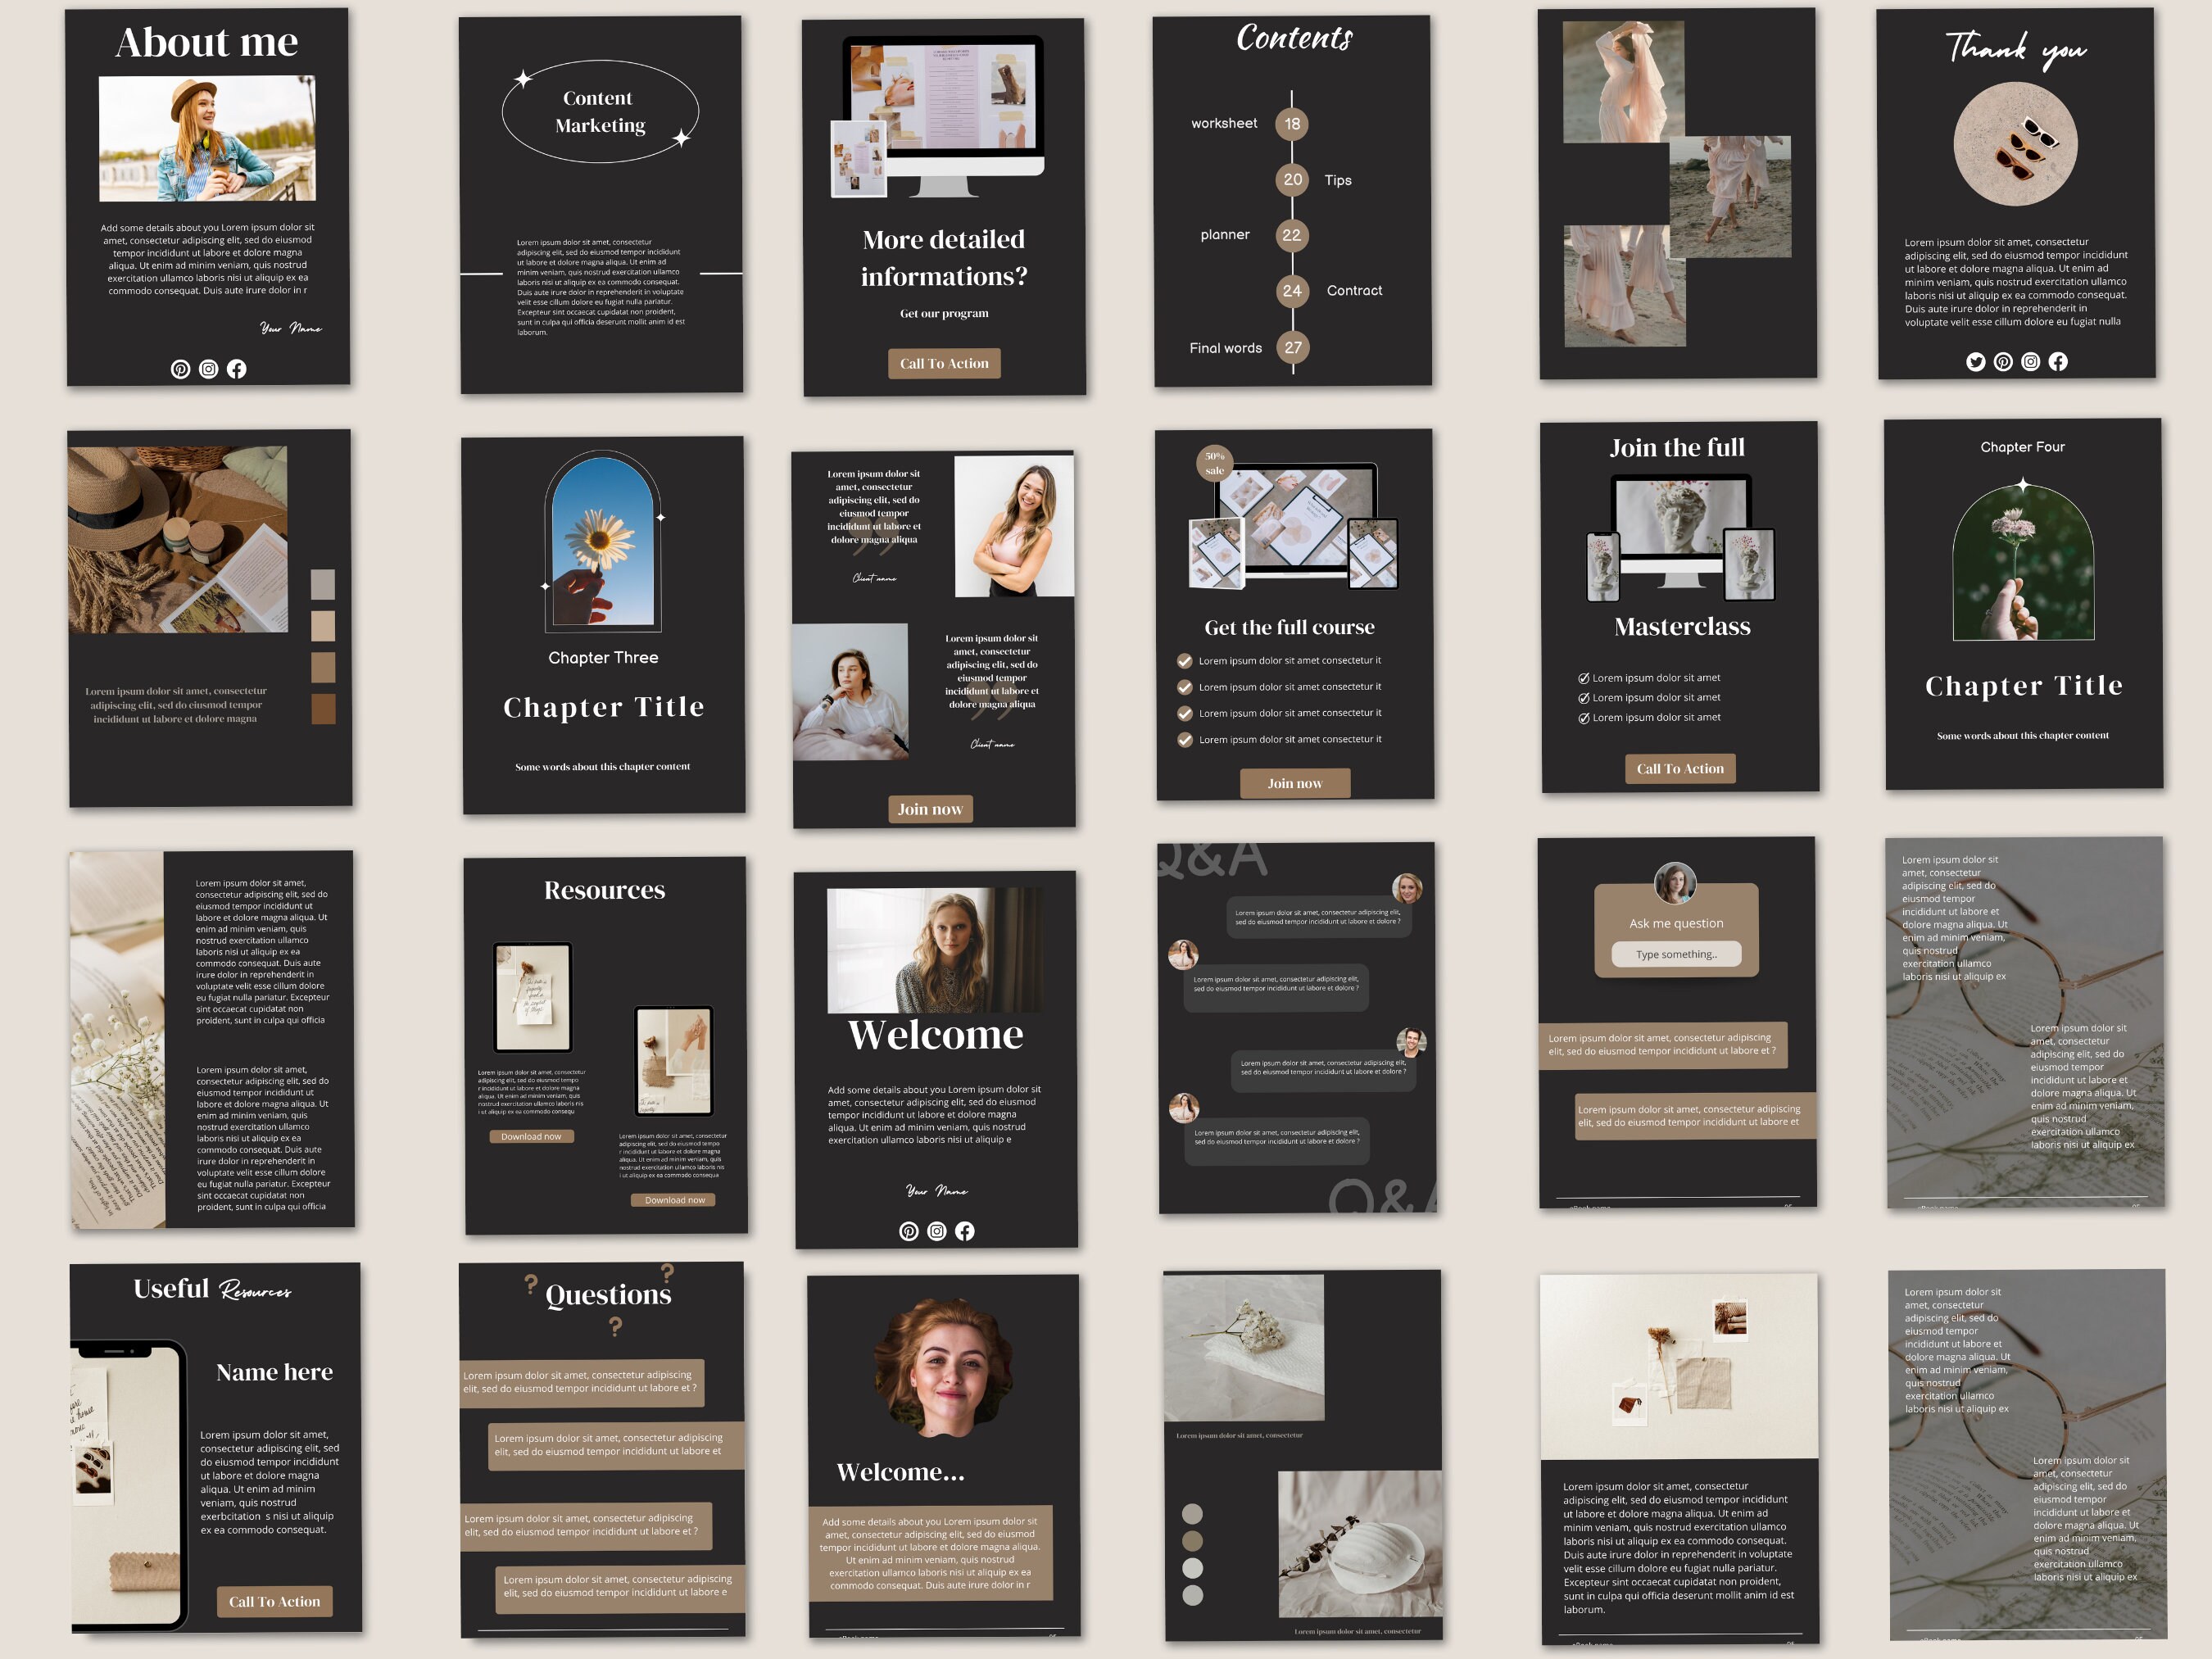 About me
Add some details about you Lorem ipsum dolor sit
amet, consectetur adipiscing elit, sed do eiusmod
tempor incididunt ut labore et dolore magna
aliqua. Ut enim ad minim veniam, quis nostrud
exercitation ullamco laboris nisi ut aliquip ex ea
commodo consequat. Duis aute irure dolor in r
Your Name
Content
Marketing
Lorem ipsum dolor sit amet, consectetur
adipiscing elit, sed do eiusmod tempor incididunt
ut labore et dolore magna aliqua. Ut enim ad
minim veniam, quis nostrud exercitation ullamco
laboris nisi ut aliquip ex ea commodo consequat.
Duis aute irure dolor in reprehenderit in voluptate
velit esse cillum dolore eu fugiat nulla pariatur.
Excepteur sint occaecat cupidatat non proident,
sunt in culpa qui officia deserunt mollit anim id est
laborum.
More detailed
informations?
Get our program
Call To Action
Contents
worksheet 18
20 Tips
planner 22
24 Contract
Final words 27
Thank you
Lorem ipsum dolor sit amet, consectetur
adipiscing elit, sed do eiusmod tempor incididunt
ut labore et dolore magna aliqua. Ut enim ad
minim veniam, quis nostrud exercitation ullamco
laboris nisi ut aliquip ex ea commodo consequat.
Duis aute irure dolor in reprehenderit in
voluptate velit esse cillum dolore eu fugiat nulla
Lorem ipsum dolor sit amet, consectetur
adipiscing elit, sed do eiusmod tempor
incididunt ut labore et dolore magna
Chapter Three
Chapter Title
Some words about this chapter content
Lorem ipsum dolor sit
amet, consectetur
adipiscing elit, sed do
eiusmod tempor
incididunt ut labore et
dolore magna aliqua
Client name
Lorem ipsum dolor sit
amet, consectetur
adipiscing elit, sed do
eiusmod tempor
incididunt ut labore et
dolore magna aliqua
Client name
Join now
50%
sale
Get the full course
Lorem ipsum dolor sit amet consectetur it
Lorem ipsum dolor sit amet consectetur it
Lorem ipsum dolor sit amet consectetur it
Lorem ipsum dolor sit amet consectetur it
Join now
Join the full
Masterclass
Lorem ipsum dolor sit amet
Lorem ipsum dolor sit amet
Lorem ipsum dolor sit amet
Call To Action
Chapter Four
Chapter Title
Some words about this chapter content
Lorem ipsum dolor sit amet,
consectetur adipiscing elit, sed do
eiusmod tempor incididunt ut
labore et dolore magna aliqua. Ut
enim ad minim veniam, quis
nostrud exercitation ullamco
laboris nisi ut aliquip ex ea
commodo consequat. Duis aute
irure dolor in reprehenderit in
voluptate velit esse cillum dolore
eu fugiat nulla pariatur. Excepteur
sint occaecat cupidatat non
proident, sunt in culpa qui officia
Lorem ipsum dolor sit amet,
consectetur adipiscing elit, sed do
eiusmod tempor incididunt ut
labore et dolore magna aliqua. Ut
enim ad minim veniam, quis
nostrud exercitation ullamco
laboris nisi ut aliquip ex ea
commodo consequat. Duis aute
irure dolor in reprehenderit in
voluptate velit esse cillum dolore
eu fugiat nulla pariatur. Excepteur
sint occaecat cupidatat non
proident, sunt in culpa qui officia
Resources
Lorem ipsum dolor sit amet, consectetur
adipiscing elit, sed do eiusmod tempo
r incididunt ut labore et dolore magna
aliqua. Ut enim ad minim veniam, quis
nostrud exercitation ullamco laboris nis
i ut aliquip ex ea commodo consequ
Download now
Lorem ipsum dolor sit amet, consectetur
adipiscing elit, sed do eiusmod tempo
r incididunt ut labore et dolore magna
aliqua. Ut enim ad minim veniam, quis
nostrud exercitation ullamco laboris nis
i ut aliquip ex ea commodo consequa
Download now
Welcome
Add some details about you Lorem ipsum dolor sit
amet, consectetur adipiscing elit, sed do eiusmod
tempor incididunt ut labore et dolore magna
aliqua. Ut enim ad minim veniam, quis nostrud
exercitation ullamco laboris nisi ut aliquip e
Your Name
Q&A
Lorem ipsum dolor sit amet, consectetur adipiscing elit,
sed do eiusmod tempor incididunt ut labore et dolore ?
Lorem ipsum dolor sit amet, consectetur adipiscing elit,
sed do eiusmod tempor incididunt ut labore et dolore ?
Lorem ipsum dolor sit amet, consectetur adipiscing elit,
sed do eiusmod tempor incididunt ut labore et dolore ?
Lorem ipsum dolor sit amet, consectetur adipiscing elit,
sed do eiusmod tempor incididunt ut labore et dolore ?
Q&A
Ask me question
Type something..
Lorem ipsum dolor sit amet, consectetur adipiscing
elit, sed do eiusmod tempor incididunt ut labore et ?
Lorem ipsum dolor sit amet, consectetur adipiscing
elit, sed do eiusmod tempor incididunt ut labore et
Lorem ipsum dolor sit
amet, consectetur
adipiscing elit, sed do
eiusmod tempor
incididunt ut labore et
dolore magna aliqua. Ut
enim ad minim veniam,
quis nostrud
exercitation ullamco
laboris nisi ut aliquip ex
Lorem ipsum dolor sit
amet, consectetur
adipiscing elit, sed do
eiusmod tempor
incididunt ut labore et
dolore magna aliqua. Ut
enim ad minim veniam,
quis nostrud
exercitation ullamco
laboris nisi ut aliquip ex
Useful Resources
Name here
Lorem ipsum dolor sit amet,
consectetur adipiscing elit, sed
do eiusmod tempor incididunt
ut labore et dolore magna
aliqua. Ut enim ad minim
veniam, quis nostrud
exerbcitation s nisi ut aliquip
ex ea commodo consequat.
Call To Action
? ?
Questions
?
Lorem ipsum dolor sit amet, consectetur adipiscing
elit, sed do eiusmod tempor incididunt ut labore et ?
Lorem ipsum dolor sit amet, consectetur adipiscing
elit, sed do eiusmod tempor incididunt ut labore et
Lorem ipsum dolor sit amet, consectetur adipiscing
elit, sed do eiusmod tempor incididunt ut labore et ?
Lorem ipsum dolor sit amet, consectetur adipiscing
elit, sed do eiusmod tempor incididunt ut labore e
Welcome...
Add some details about you Lorem ipsum dolor sit
amet, consectetur adipiscing elit, sed do eiusmod
tempor incididunt ut labore et dolore magna aliqua.
Ut enim ad minim veniam, quis nostrud
exercitation ullamco laboris nisi ut aliquip ex ea
commodo consequat. Duis aute irure dolor in r
Lorem ipsum dolor sit amet, consectetur
Lorem ipsum dolor sit amet, consectetur
Lorem ipsum dolor sit amet, consectetur
adipiscing elit, sed do eiusmod tempor incididunt
ut labore et dolore magna aliqua. Ut enim ad
minim veniam, quis nostrud exercitation ullamco
laboris nisi ut aliquip ex ea commodo consequat.
Duis aute irure dolor in reprehenderit in voluptate
velit esse cillum dolore eu fugiat nulla pariatur.
Excepteur sint occaecat cupidatat non proident,
sunt in culpa qui officia deserunt mollit anim id est
laborum.
Lorem ipsum dolor sit
amet, consectetur
adipiscing elit, sed do
eiusmod tempor
incididunt ut labore et
dolore magna aliqua. Ut
enim ad minim veniam,
quis nostrud
exercitation ullamco
laboris nisi ut aliquip ex
Lorem ipsum dolor sit
amet, consectetur
adipiscing elit, sed do
eiusmod tempor
incididunt ut labore et
dolore magna aliqua. Ut
enim ad minim veniam,
quis nostrud
exercitation ullamco
laboris nisi ut aliquip ex